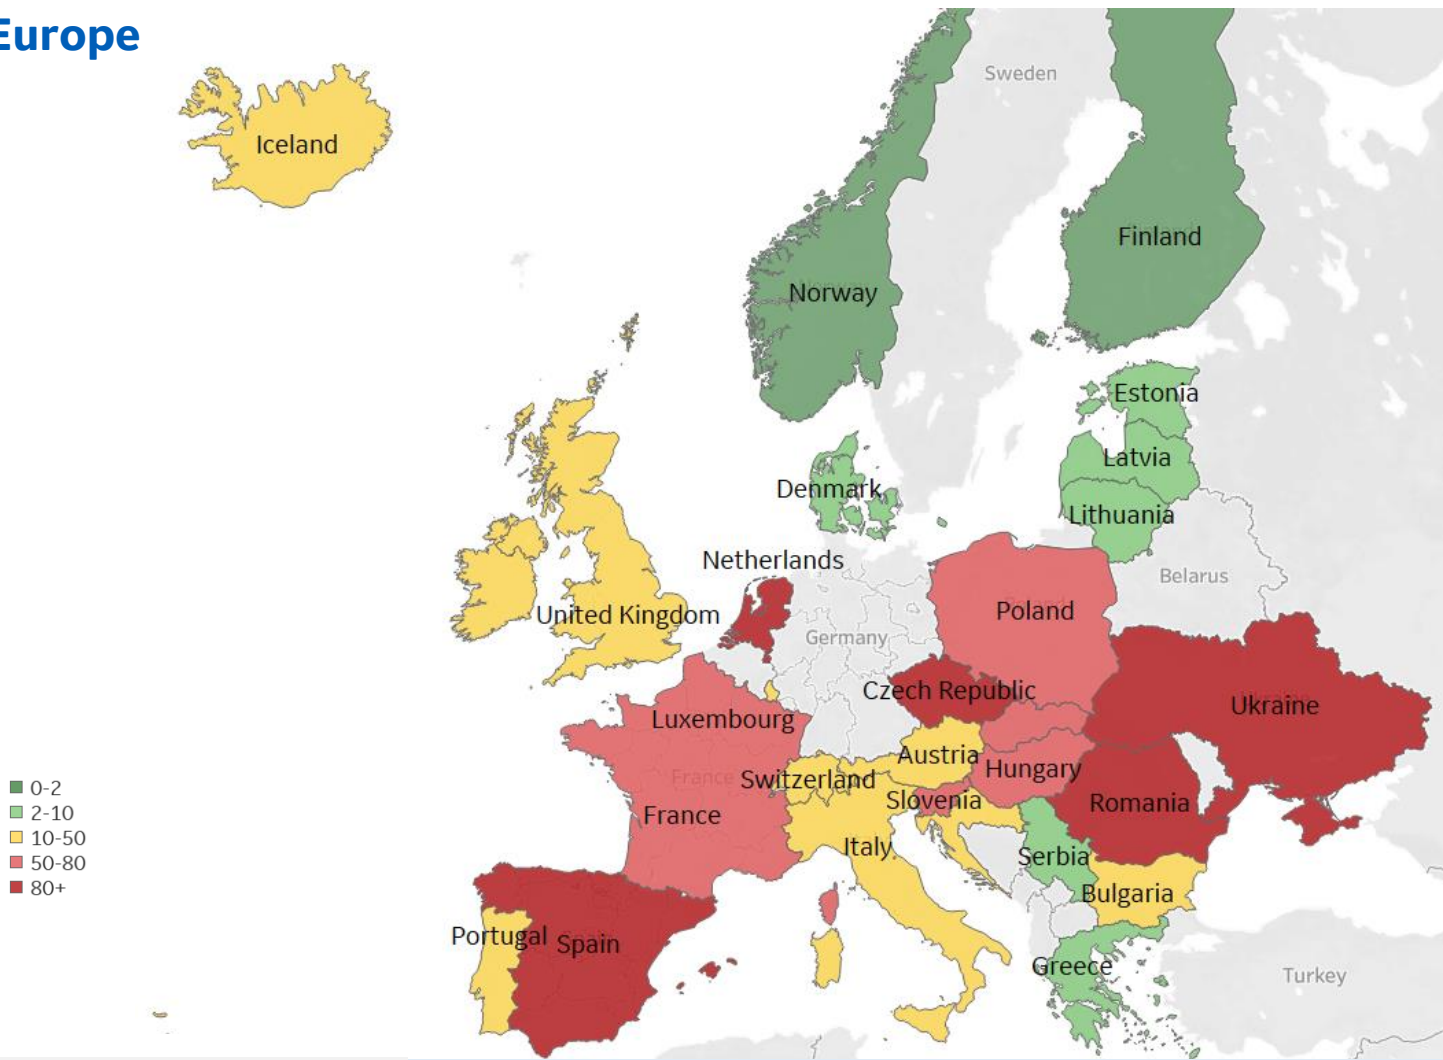 Europe
Iceland
Sweden
Finland
Norway
Estonia
Latvia
Denmark
Lithuania
Netherlands
Belarus
United Kingdom
Poland
Germany
Czech Republic
Ukraine
Luxembourg
Austria
Hungary
France
Switzerland
Slovenia
Romania
France
Italy
Serbia
Bulgaria
Portugal
Spain
Greece
Turkey
0-2
2-10
10-50
50-80
80+